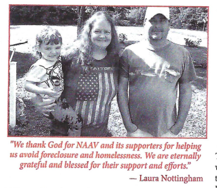 "We thank God for NAAV and its supporters for helping
us avoid foreclosure and homelessness. We are eternally
grateful and blessed for their support and efforts."
— Laura Nottingham